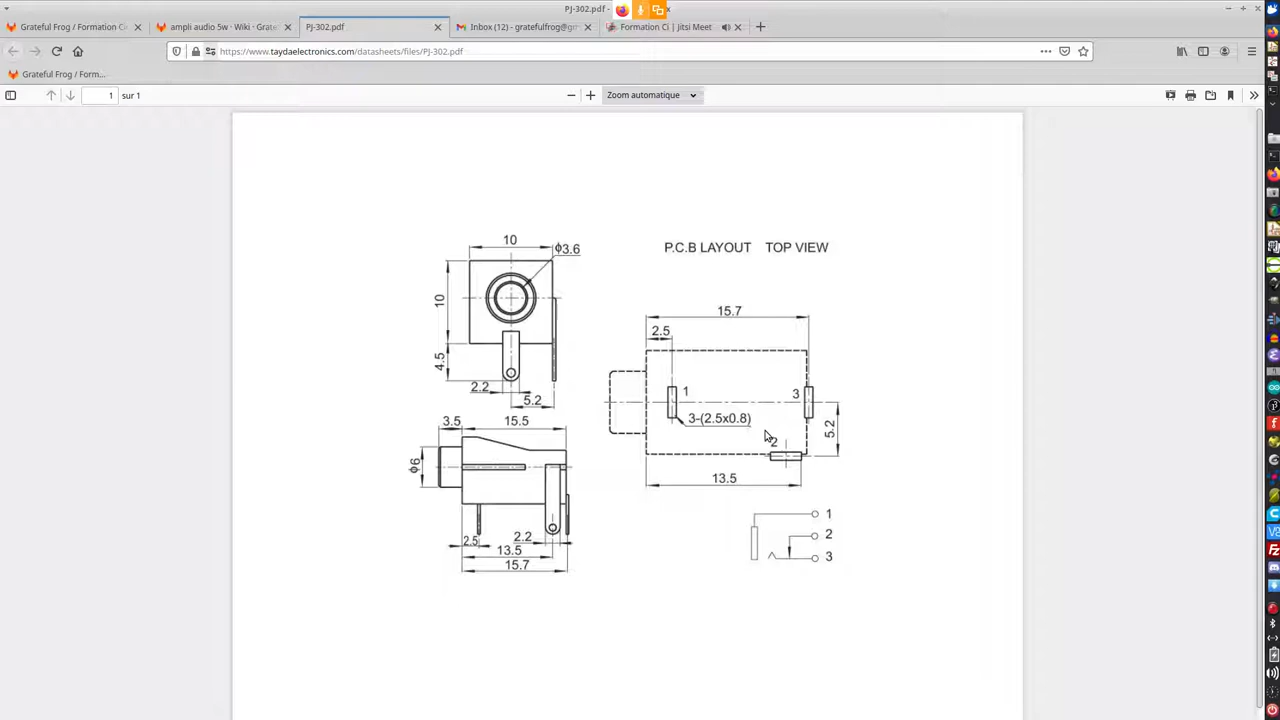 PJ-302.pdf -
Grateful Frog / Formation C
ampli audio 5w · Wiki · Grate
PJ-302.pdf
Inbox (12) - gratefulfrog@gm
Formation Ci | Jitsi Meet
https://www.taydaelectronics.com/datasheets/files/PJ-302.pdf
Grateful Frog / Form...
1 sur 1
Zoom automatique
P.C.B LAYOUT TOP VIEW
10
ϕ3.6
10
4.5
2.2
5.2
15.7
2.5
1
3
3-(2.5x0.8)
2
5.2
13.5
3.5
15.5
ϕ6
2.5
2.2
13.5
15.7
1
2
3